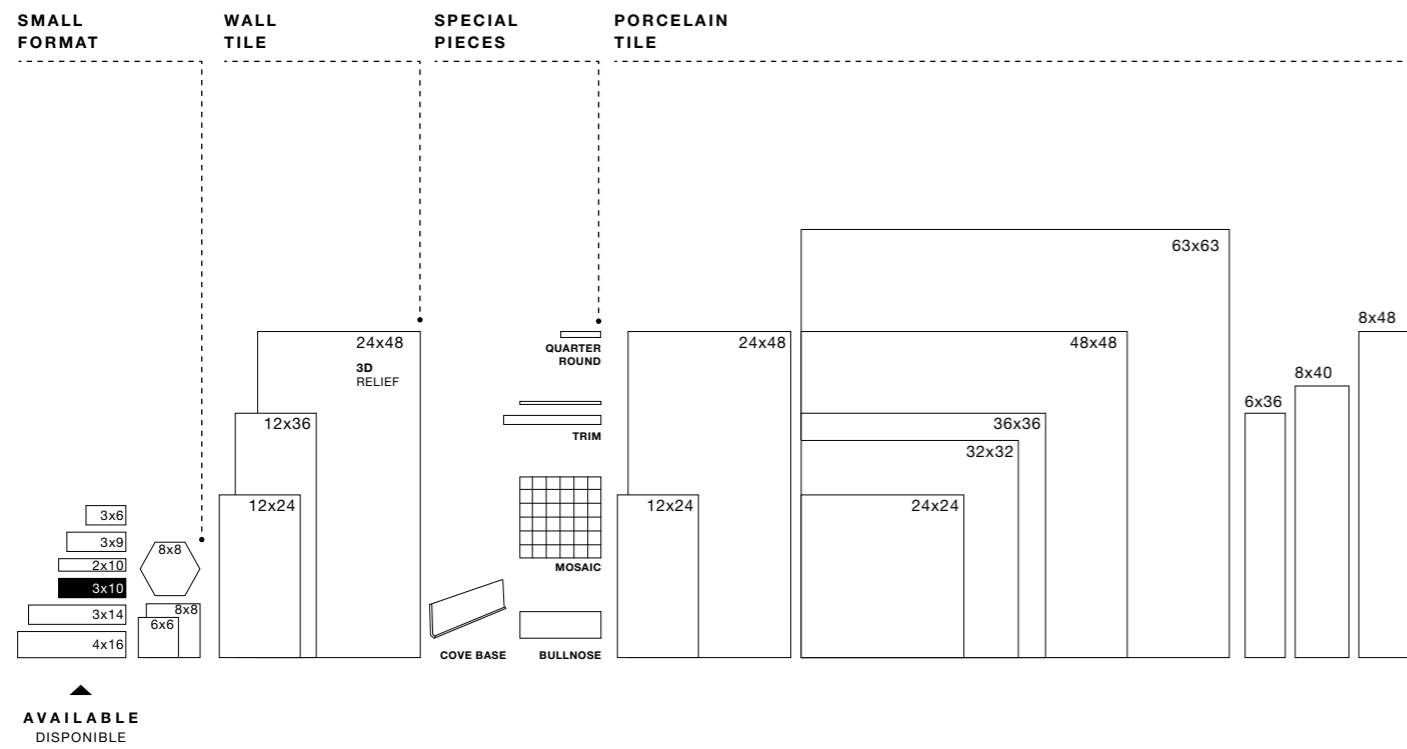 SMALL
FORMAT
WALL
TILE
SPECIAL
PIECES
PORCELAIN
TILE
3x6
3x9
2x10
3x10
3x14
4x16
8x8
8x8
6x6
24x48
3D
RELIEF
12x36
12x24
QUARTER
ROUND
TRIM
MOSAIC
COVE BASE
BULLNOSE
24x48
12x24
63x63
48x48
36x36
32x32
24x24
6x36
8x40
8x48
AVAILABLE
DISPONIBLE